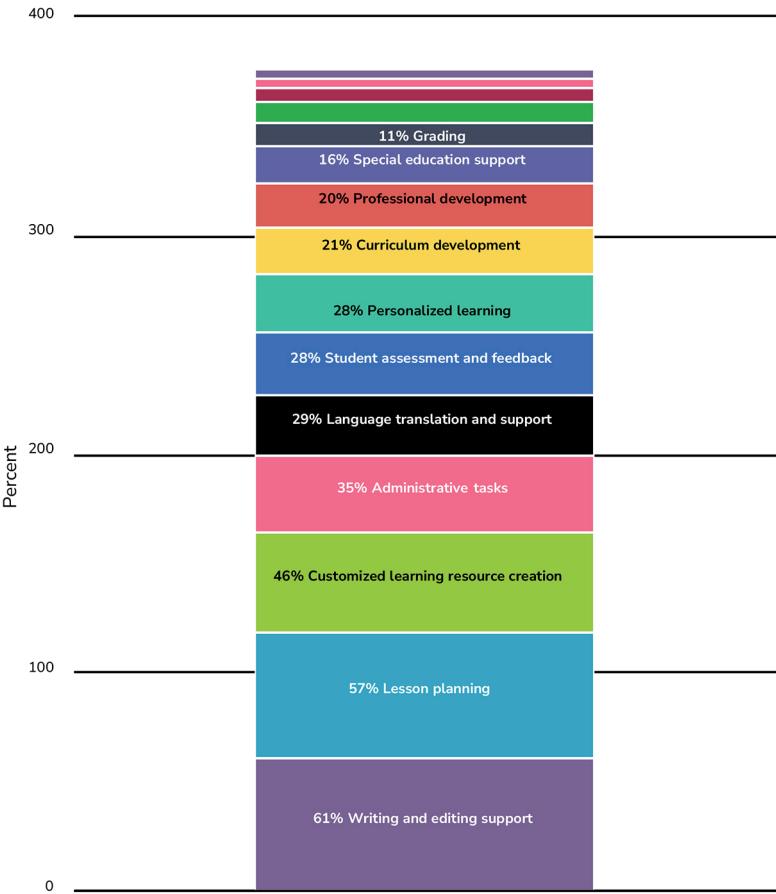 400
11% Grading
16% Special education support
20% Professional development
300
21% Curriculum development
28% Personalized learning
28% Student assessment and feedback
29% Language translation and support
200
Percent
35% Administrative tasks
46% Customized learning resource creation
100
57% Lesson planning
61% Writing and editing support
0